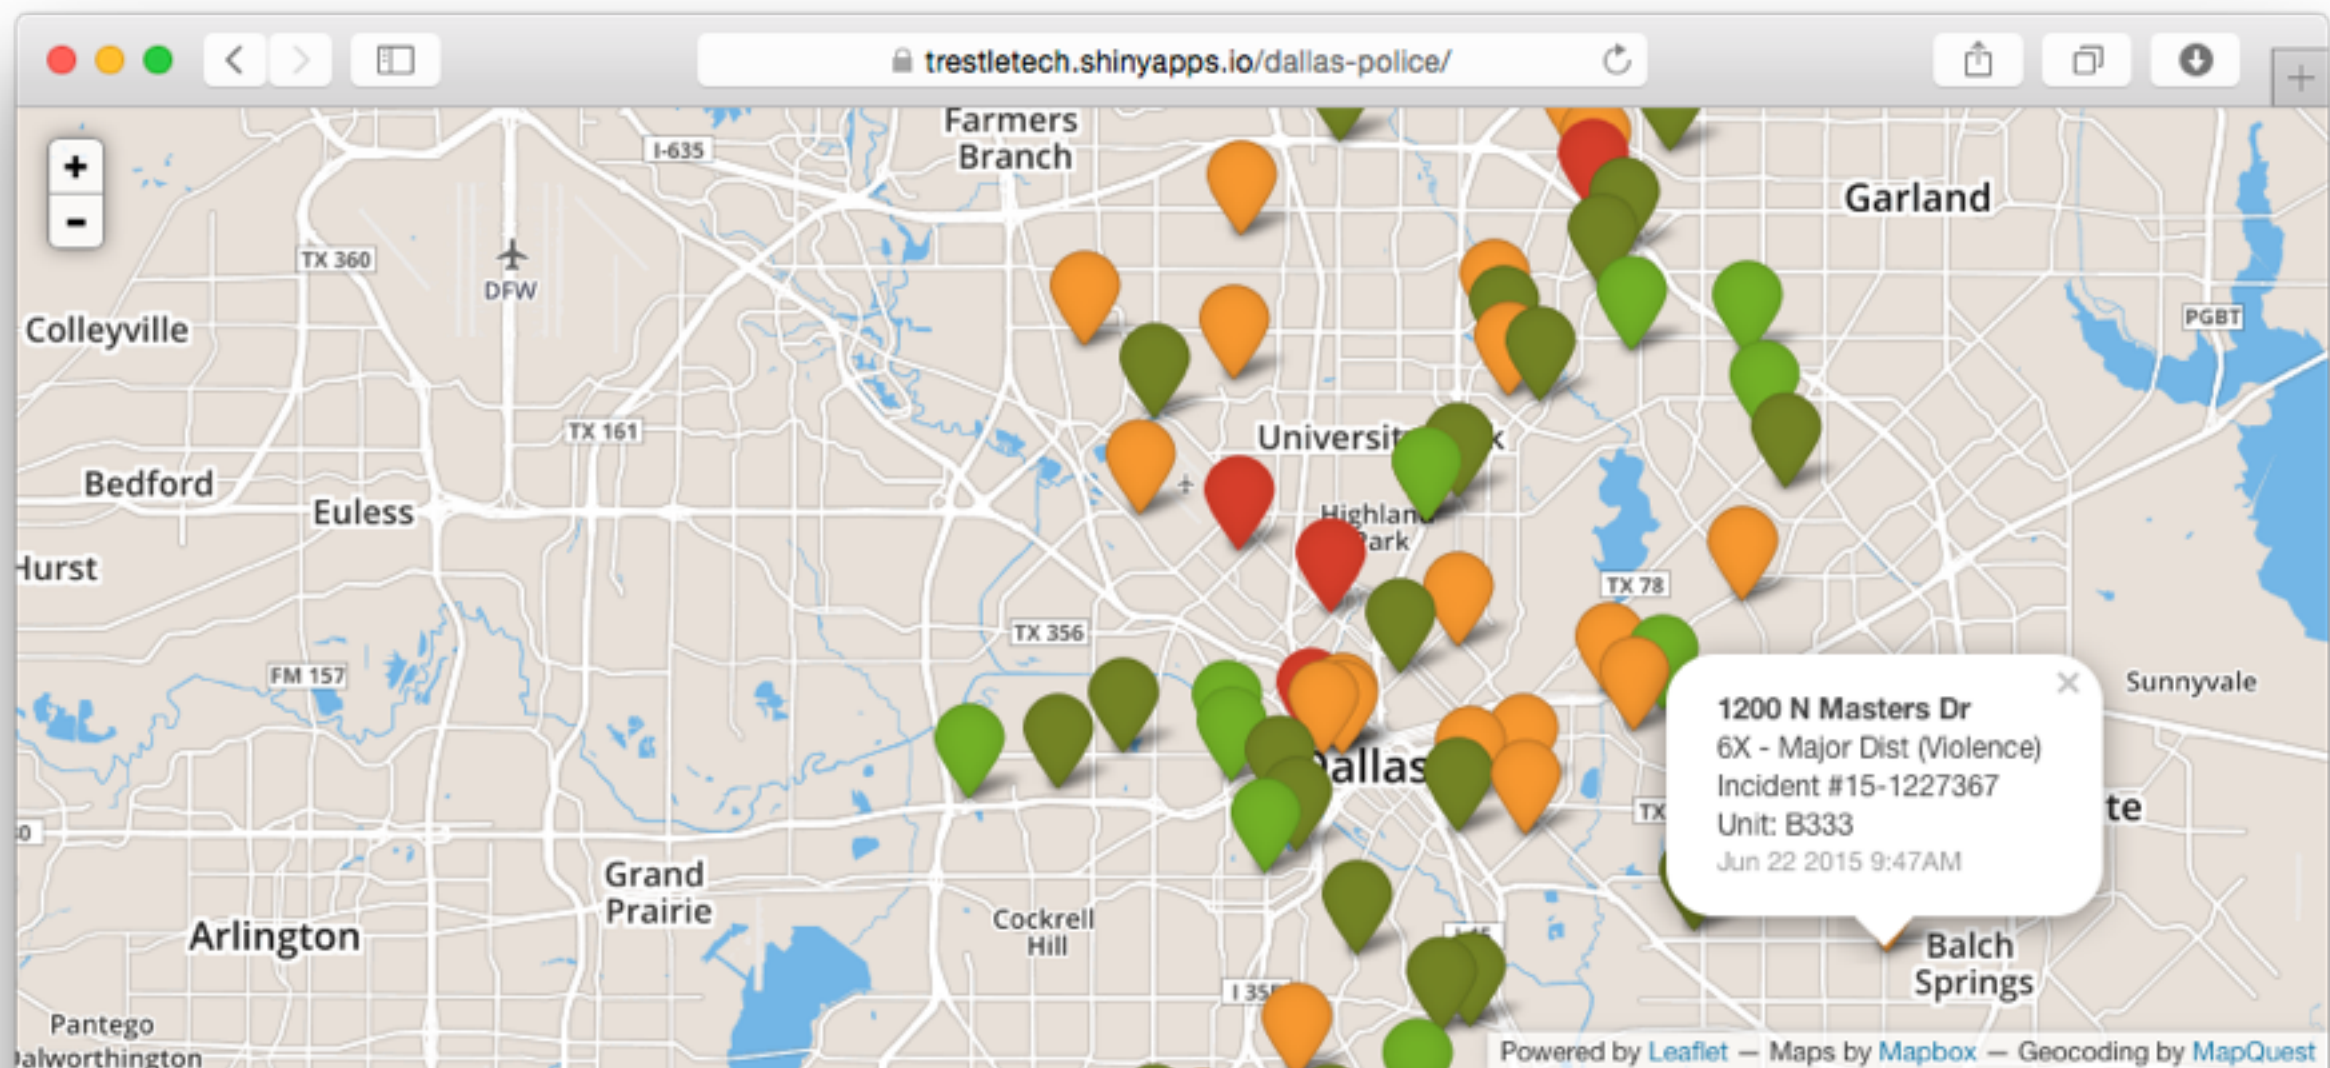 trestletech.shinyapps.io/dallas-police/
+
-
Farmers
Branch
I-635
Garland
TX 360
DFW
Colleyville
PGBT
TX 161
Bedford
Euless
Highland
Park
Hurst
TX 78
TX 356
FM 157
Sunnyvale
1200 N Masters Dr
6X - Major Dist (Violence)
Incident #15-1227367
Unit: B333
Jun 22 2015 9:47AM
Dallas
TX
Grand
Prairie
Cockrell
Hill
Arlington
Balch
Springs
Pantego
Dalworthington
Powered by Leaflet — Maps by Mapbox — Geocoding by MapQuest